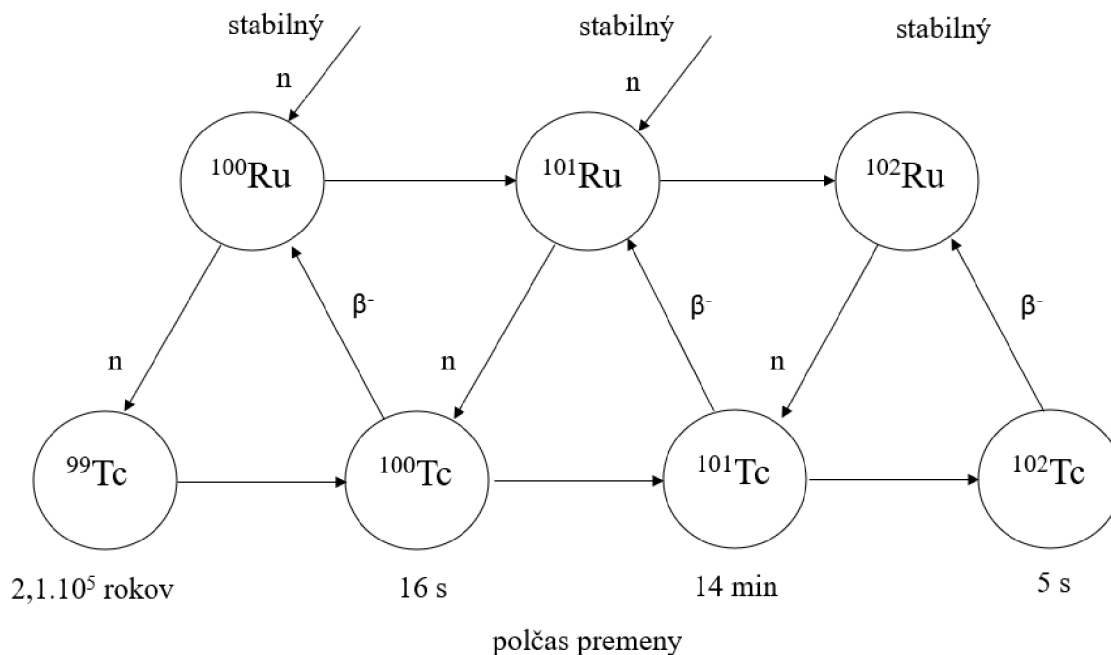 stabilný stabilný stabilný
n n
¹⁰⁰Ru ¹⁰¹Ru ¹⁰²Ru
β⁻ β⁻ β⁻
n n n
⁹⁹Tc ¹⁰⁰Tc ¹⁰¹Tc ¹⁰²Tc
2,1.10⁵ rokov 16 s 14 min 5 s
polčas premeny